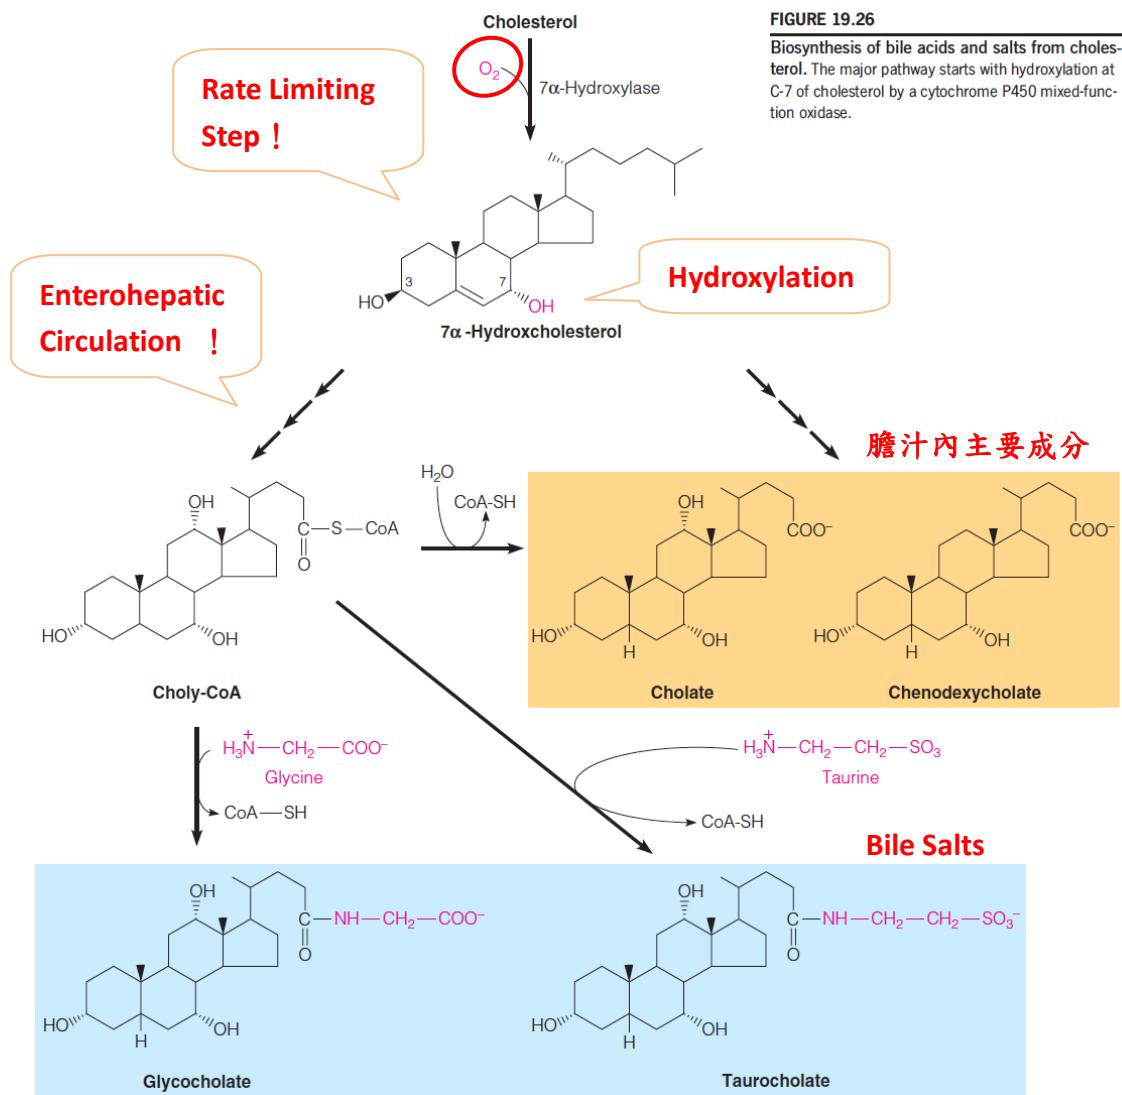 Cholesterol
O2
7α-Hydroxylase
FIGURE 19.26
Biosynthesis of bile acids and salts from choles-
terol. The major pathway starts with hydroxylation at
C-7 of cholesterol by a cytochrome P450 mixed-func-
tion oxidase.
Rate Limiting
Step！
3
7
HO
OH
7α -Hydroxcholesterol
Hydroxylation
Enterohepatic
Circulation ！
膽汁內主要成分
OH
C—S—CoA
O
HO
OH
Choly-CoA
H2O
CoA-SH
OH
COO−
HO
OH
H
Cholate
COO−
HO
OH
H
Chenodexycholate
H3N+—CH2—COO−
Glycine
CoA—SH
H3N+—CH2—CH2—SO3
Taurine
CoA-SH
Bile Salts
OH
C—NH—CH2—COO−
O
HO
OH
H
Glycocholate
OH
C—NH—CH2—CH2—SO3−
O
HO
OH
H
Taurocholate